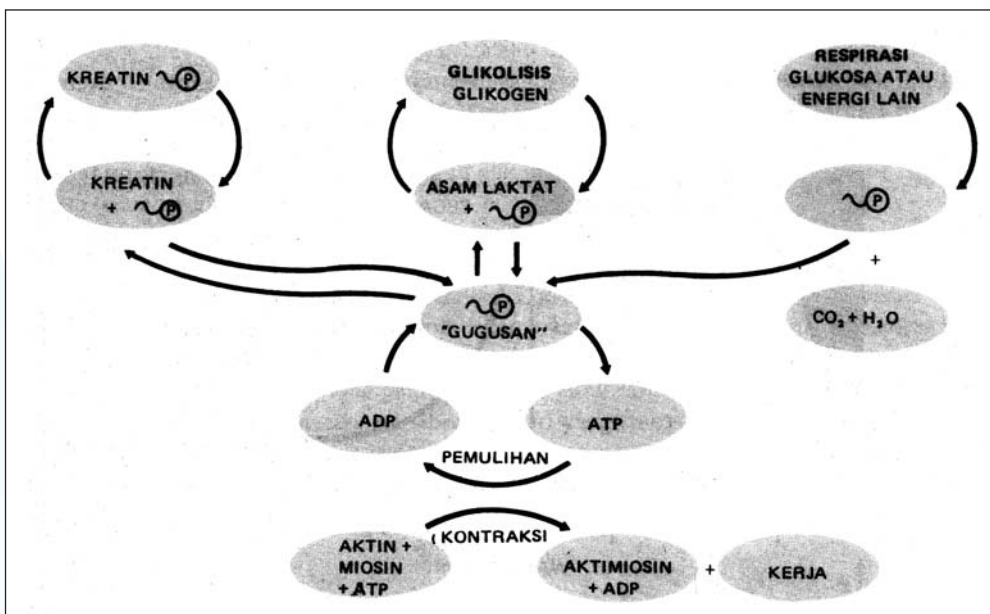 KREATIN ~Ⓟ
GLIKOLISIS
GLIKOGEN
RESPIRASI
GLUKOSA ATAU
ENERGI LAIN
KREATIN
+ ~Ⓟ
ASAM LAKTAT
+ ~Ⓟ
~Ⓟ
+
CO₂ + H₂O
~Ⓟ
"GUGUSAN"
ADP
ATP
PEMULIHAN
KONTRAKSI
AKTIN +
MIOSIN
+ ATP
AKTIMIOSIN
+ ADP
+
KERJA